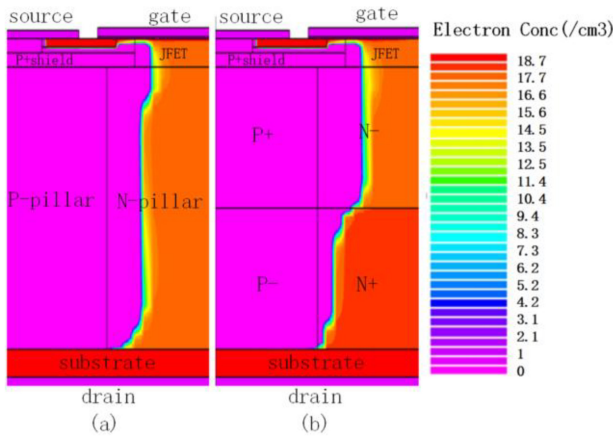 source gate source gate
Electron Conc(/cm3)
JFET JFET
P+shield P+shield
18.7
17.7
16.6
15.6
14.5
13.5
12.5
11.4
10.4
9.4
8.3
7.3
6.2
6.2
4.2
3.1
2.1
1
0
P+ N-
P-pillar N-pillar
P- N+
substrate substrate
drain drain
(a) (b)